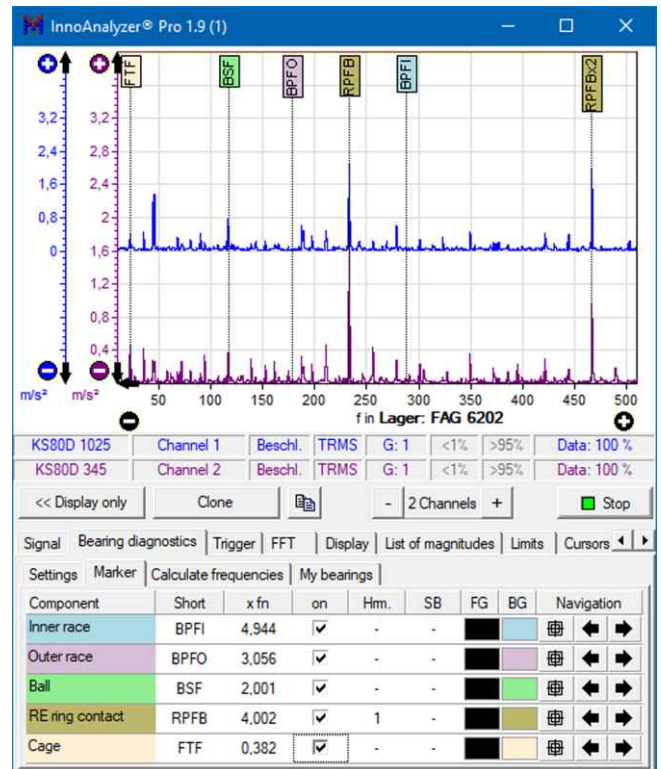 InnoAnalyzer® Pro 1.9 (1)
FTF
BSF
BPFO
RPFB
BPFI
RPFBx2
3,2 3,2
2,4 2,8
1,6 2,4
0,8 2
0 1,6
1,2
0,8
0,4
m/s² m/s² 50 100 150 200 250 300 350 400 450 500
f in Lager: FAG 6202
KS80D 1025 Channel 1 Beschl. TRMS G: 1 <1% >95% Data: 100 %
KS80D 345 Channel 2 Beschl. TRMS G: 1 <1% >95% Data: 100 %
<< Display only Clone - 2 Channels + Stop
Signal Bearing diagnostics Trigger FFT Display List of magnitudes Limits Cursors
Settings Marker Calculate frequencies My bearings
Component Short x fn on Hrm. SB FG BG Navigation
Inner race BPFI 4,944 - -
Outer race BPFO 3,056 - -
Ball BSF 2,001 - -
RE ring contact RPFB 4,002 1 -
Cage FTF 0,382 - -